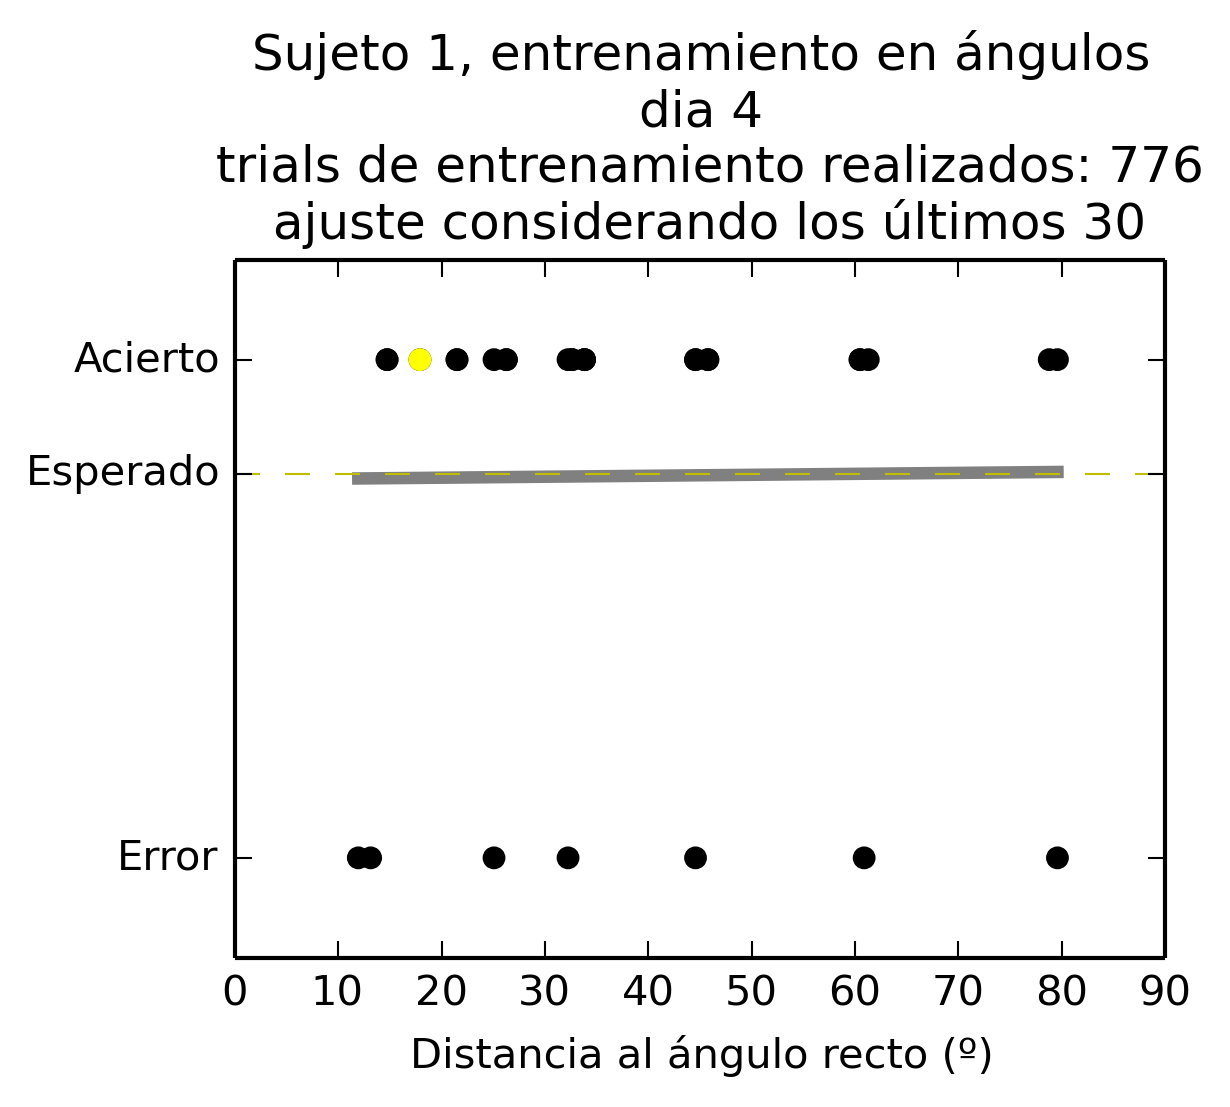 Sujeto 1, entrenamiento en ángulos
dia 4
trials de entrenamiento realizados: 776
ajuste considerando los últimos 30
Acierto
Esperado
Error
0 10 20 30 40 50 60 70 80 90
Distancia al ángulo recto (º)